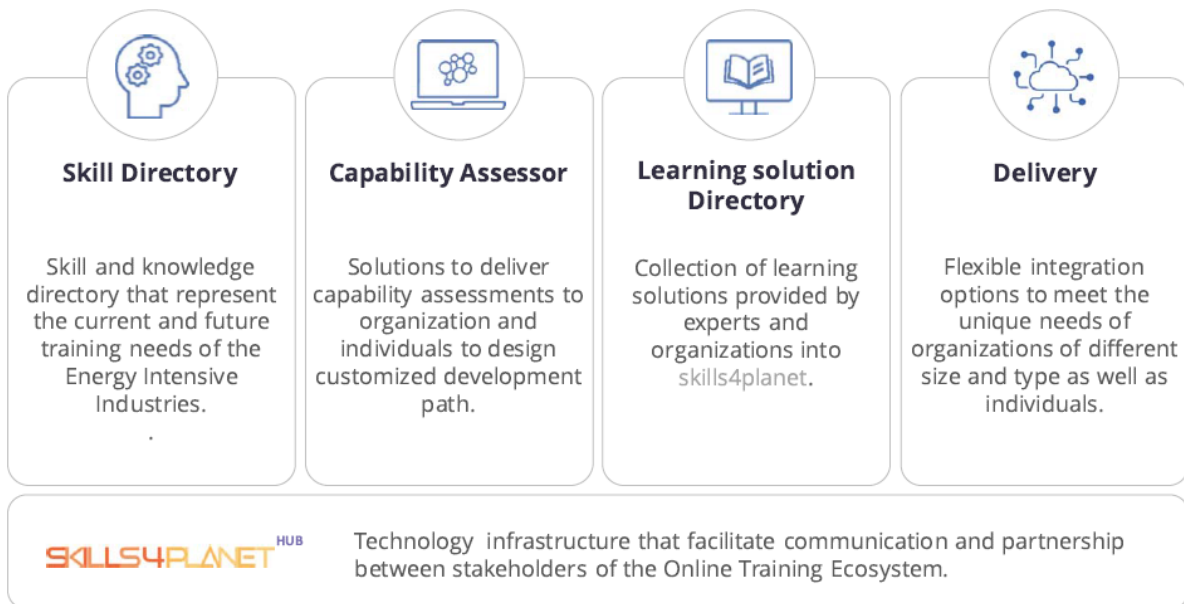 Skill Directory
Skill and knowledge
directory that represent
the current and future
training needs of the
Energy Intensive
Industries.
.
Capability Assessor
Solutions to deliver
capability assessments to
organization and
individuals to design
customized development
path.
Learning solution
Directory
Collection of learning
solutions provided by
experts and
organizations into
skills4planet.
Delivery
Flexible integration
options to meet the
unique needs of
organizations of different
size and type as well as
individuals.
SKILLS4PLANET HUB
Technology infrastructure that facilitate communication and partnership
between stakeholders of the Online Training Ecosystem.